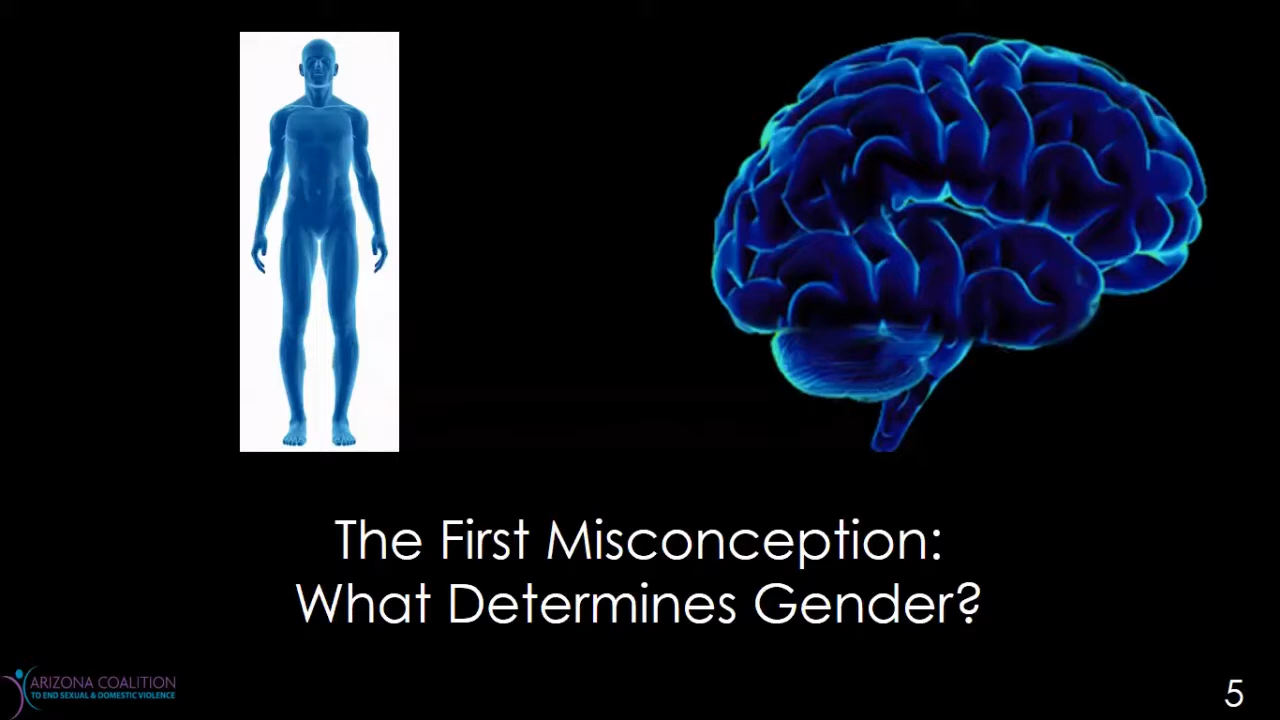 The First Misconception:
What Determines Gender?
ARIZONA COALITION
TO END SEXUAL & DOMESTIC VIOLENCE
5